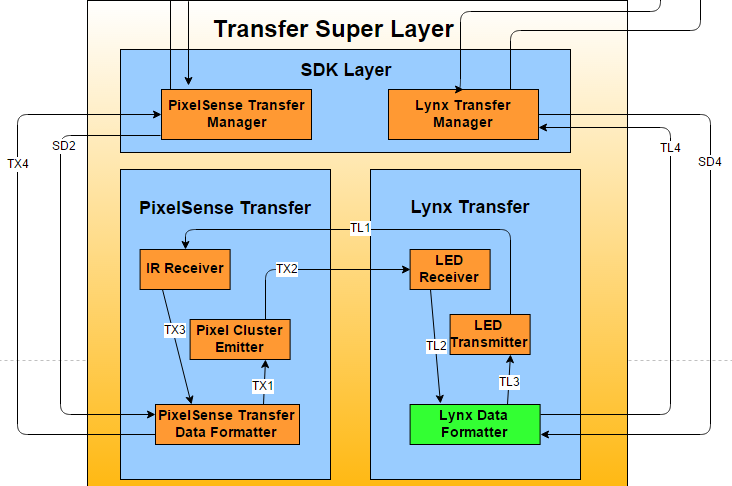 Transfer Super Layer
SDK Layer
PixelSense Transfer
Manager
Lynx Transfer
Manager
TX4
SD2
TL4
SD4
PixelSense Transfer
Lynx Transfer
TL1
IR Receiver
TX2
LED
Receiver
TX3
Pixel Cluster
Emitter
TL2
LED
Transmitter
TX1
TL3
PixelSense Transfer
Data Formatter
Lynx Data
Formatter